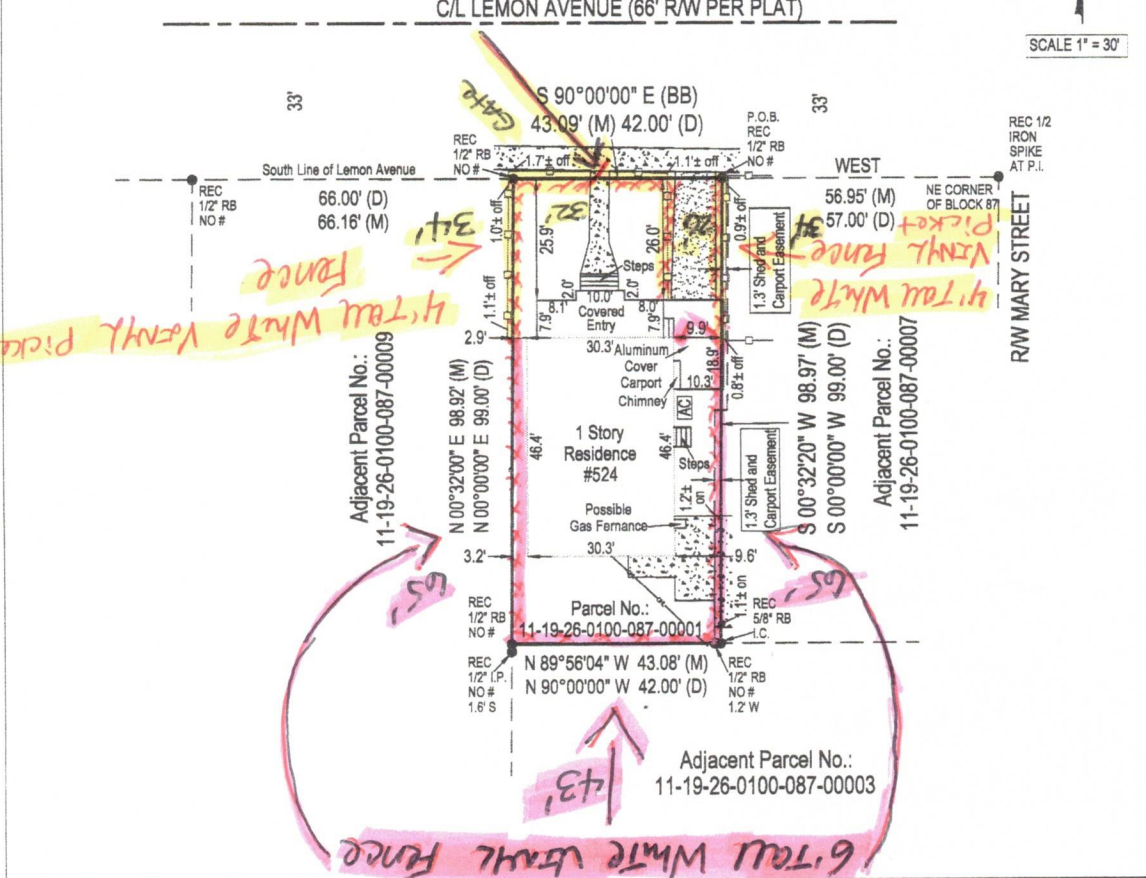 C/L LEMON AVENUE (66' R/W PER PLAT)
SCALE 1" = 30'
33'
GATE
S 90°00'00" E (BB)
43.09' (M) 42.00' (D)
33'
REC
1/2" RB
NO #
1.7'± off
1.1'± off
P.O.B.
REC
1/2" RB
NO #
REC 1/2
IRON
SPIKE
AT P.I.
South Line of Lemon Avenue
WEST
REC
1/2" RB
NO #
66.00' (D)
66.16' (M)
56.95' (M)
57.00' (D)
NE CORNER
OF BLOCK 87
R/W MARY STREET
34'
1.0'± off
25.9'
32'
26.0'
0.9'± off
34'
4' Tall White Vinyl Picke
Fence
4' Tall White
Vinyl Fence
Picket
1.3' Shed and
Carport Easement
Steps
1.1'± off
8.1'
2.0'
10.0'
2.0'
8.0'
Covered
Entry
7.9'
7.9'
2.9'
30.3'
9.9'
Aluminum
Cover
Carport
18.9'
0.8'± off
Chimney
10.3'
AC
Adjacent Parcel No.:
11-19-26-0100-087-00009
N 00°32'00" E 98.92' (M)
N 00°00'00" E 99.00' (D)
46.4'
1 Story
Residence
#524
46.4'
Steps
1.2'± on
1.3' Shed and
Carport Easement
S 00°32'20" W 98.97' (M)
S 00°00'00" W 99.00' (D)
Adjacent Parcel No.:
11-19-26-0100-087-00007
Possible
Gas Fernance
3.2'
30.3'
9.6'
65'
65'
REC
1/2" RB
NO #
Parcel No.:
11-19-26-0100-087-00001
1.1'± on
REC
5/8" RB
I.C.
REC
1/2" I.P.
NO #
1.6' S
N 89°56'04" W 43.08' (M)
N 90°00'00" W 42.00' (D)
REC
1/2" RB
NO #
1.2' W
43'
Adjacent Parcel No.:
11-19-26-0100-087-00003
6' Tall White Vinyl Fence